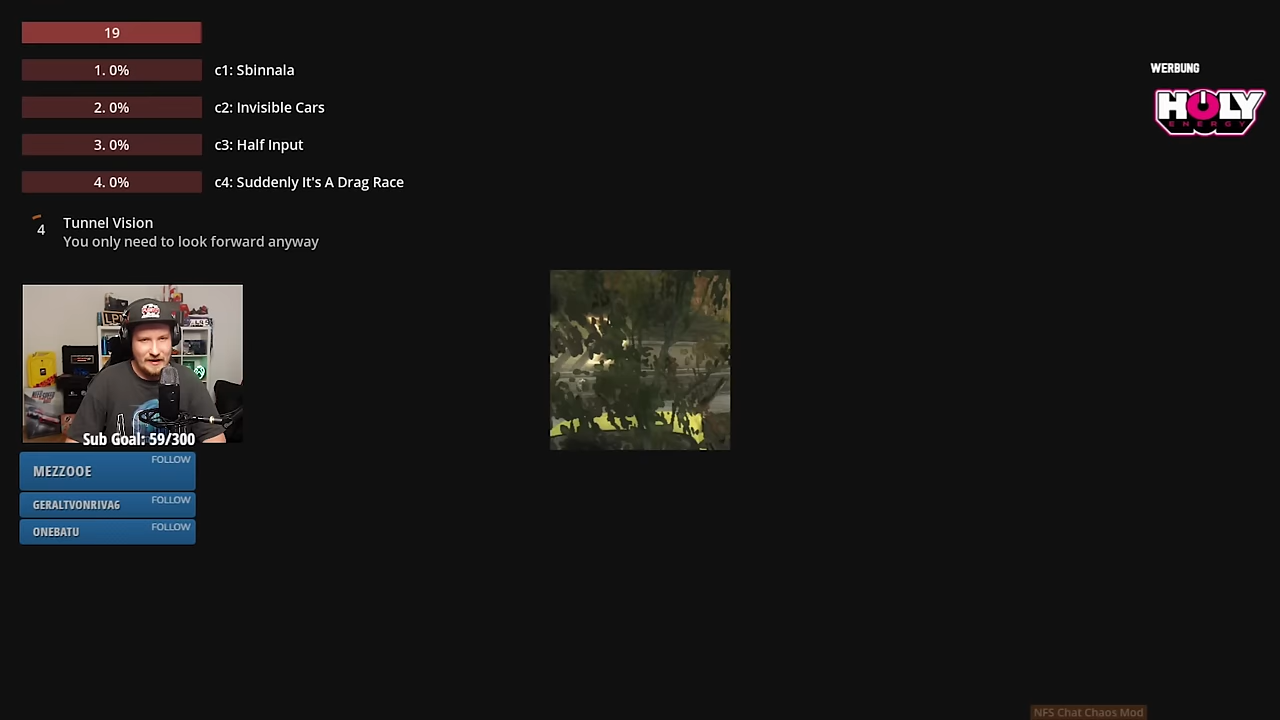 19
1. 0% c1: Sbinnala
2. 0% c2: Invisible Cars
3. 0% c3: Half Input
4. 0% c4: Suddenly It's A Drag Race
4 Tunnel Vision
You only need to look forward anyway
WERBUNG
HOLY
ENERGY
Sub Goal: 59/300
MEZZOOE FOLLOW
GERALTVONRIVA6 FOLLOW
ONEBATU FOLLOW
NFS Chat Chaos Mod